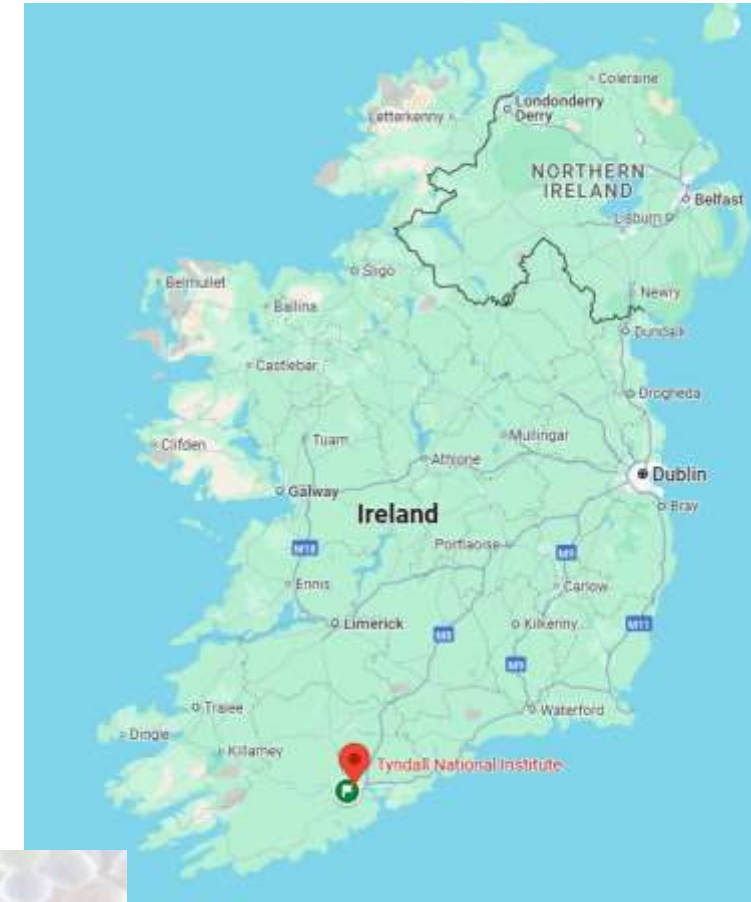 Coleraine
Londonderry
Derry
Letterkenny
NORTHERN
IRELAND
Belfast
Lisburn
Sligo
Belmullet
Newry
Ballina
Dundalk
Castlebar
Drogheda
Tuam
Mullingar
Clifden
Athlone
Dublin
Galway
Bray
Ireland
M18
Portlaoise
M9
Ennis
Carlow
Limerick
Kilkenny
M8
M11
M9
Tralee
Waterford
Dingle
Killarney
Tyndall National Institute